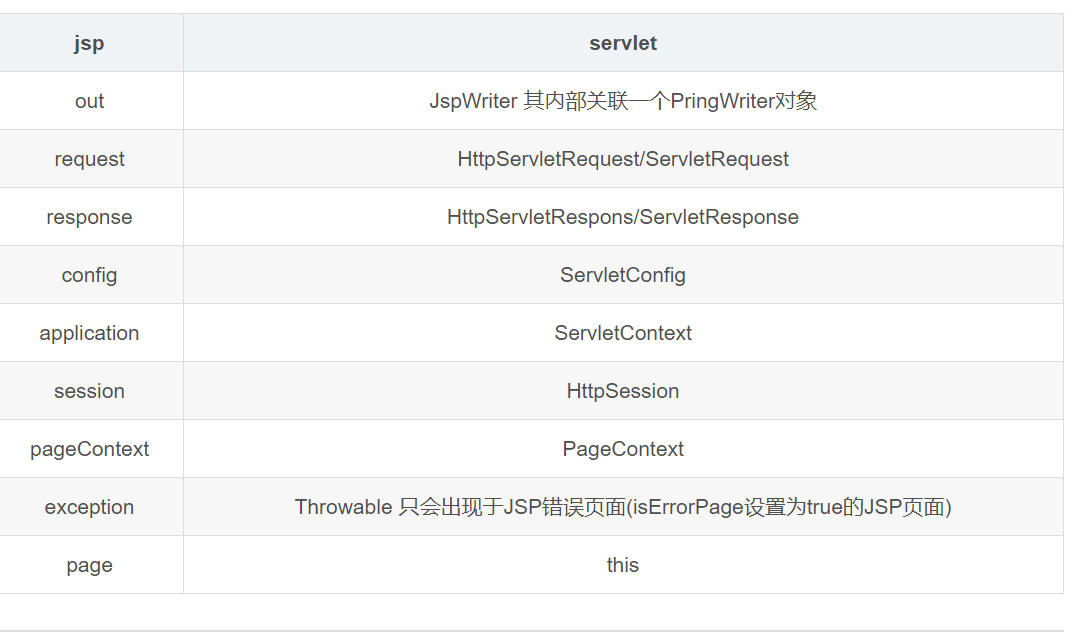 jsp servlet
out JspWriter 其内部关联一个PringWriter对象
request HttpServletRequest/ServletRequest
response HttpServletRespons/ServletResponse
config ServletConfig
application ServletContext
session HttpSession
pageContext PageContext
exception Throwable 只会出现于JSP错误页面(isErrorPage设置为true的JSP页面)
page this